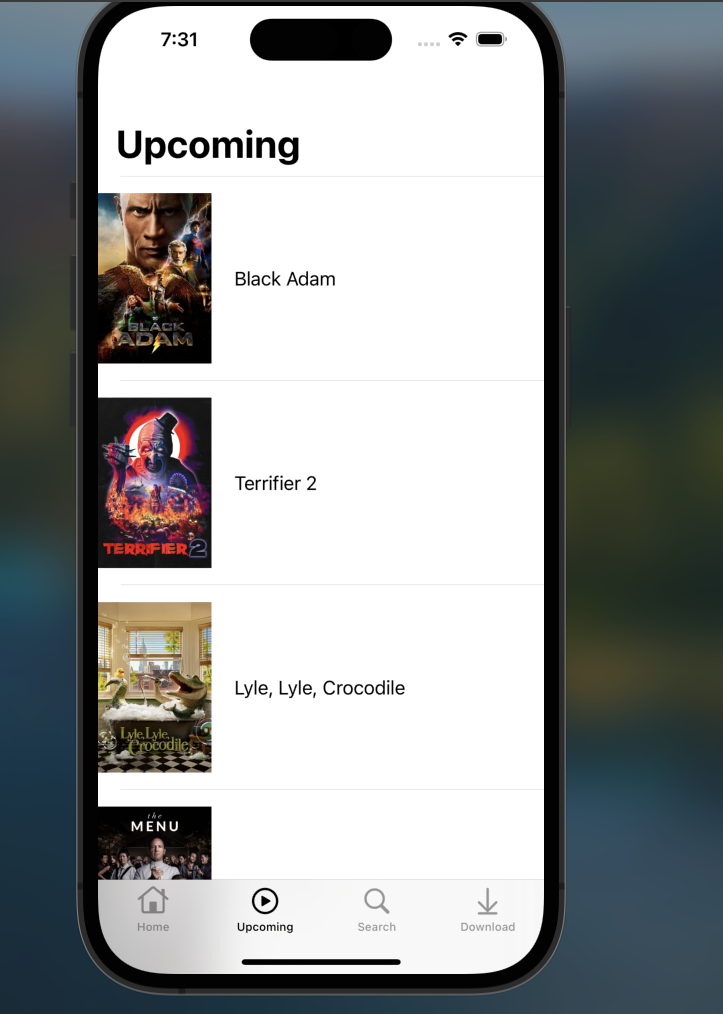 7:31
Upcoming
BLACK
ADAM
Black Adam
TERRIFIER 2
Terrifier 2
Lyle, Lyle,
Crocodile
Lyle, Lyle, Crocodile
the
MENU
Home
Upcoming
Search
Download